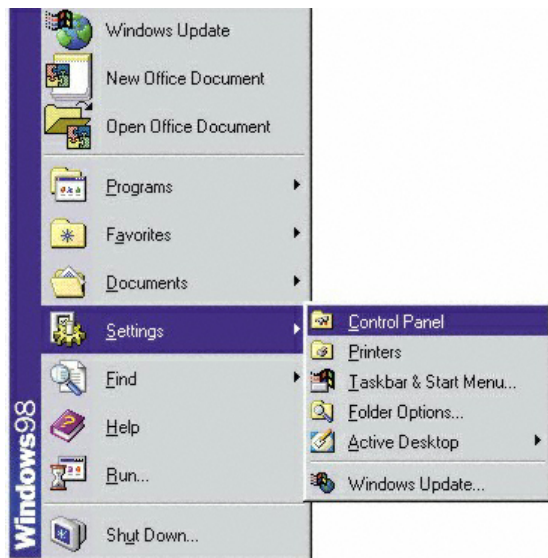 Windows Update
New Office Document
Open Office Document
Programs
Favorites
Documents
Settings
Find
Help
Run...
Shut Down...
Windows98
Control Panel
Printers
Taskbar & Start Menu...
Folder Options...
Active Desktop
Windows Update...